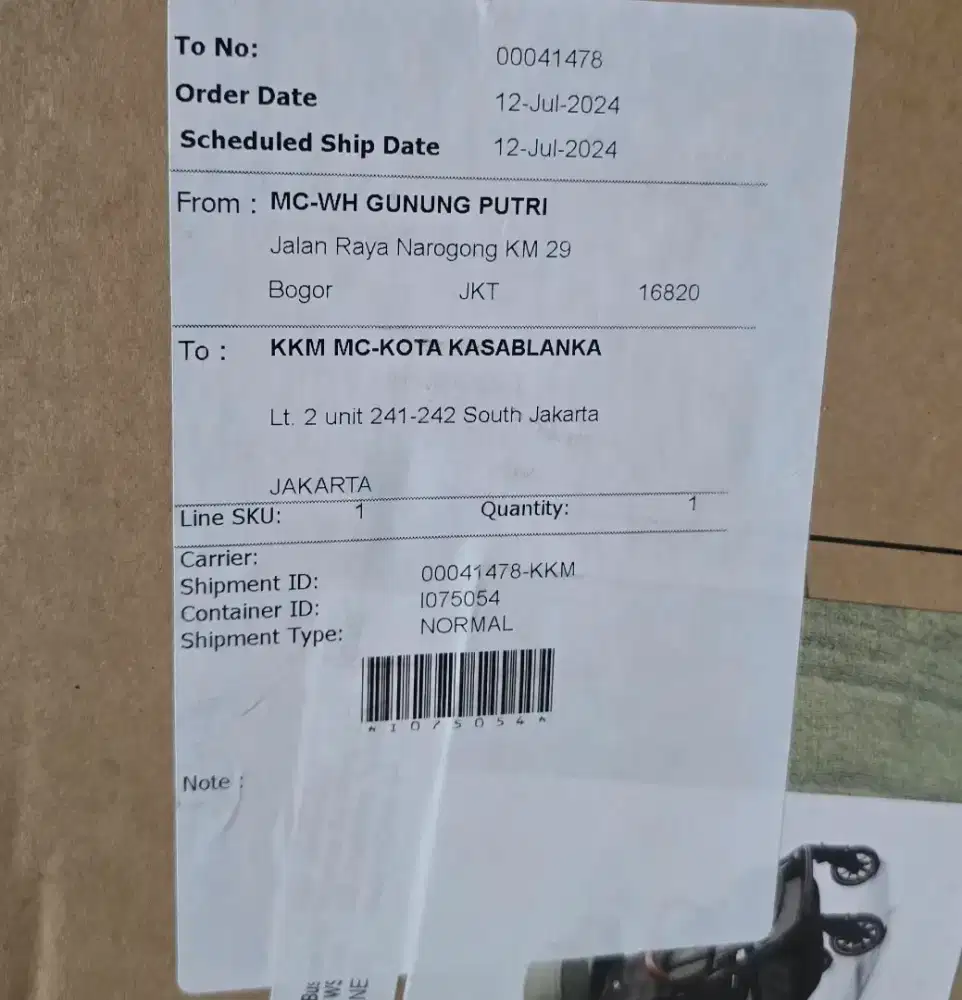 To No: 00041478
Order Date 12-Jul-2024
Scheduled Ship Date 12-Jul-2024
From : MC-WH GUNUNG PUTRI
Jalan Raya Narogong KM 29
Bogor JKT 16820
To : KKM MC-KOTA KASABLANKA
Lt. 2 unit 241-242 South Jakarta
JAKARTA
Line SKU: 1 Quantity: 1
Carrier:
Shipment ID: 00041478-KKM
Container ID: I075054
Shipment Type: NORMAL
*I075054*
Note :